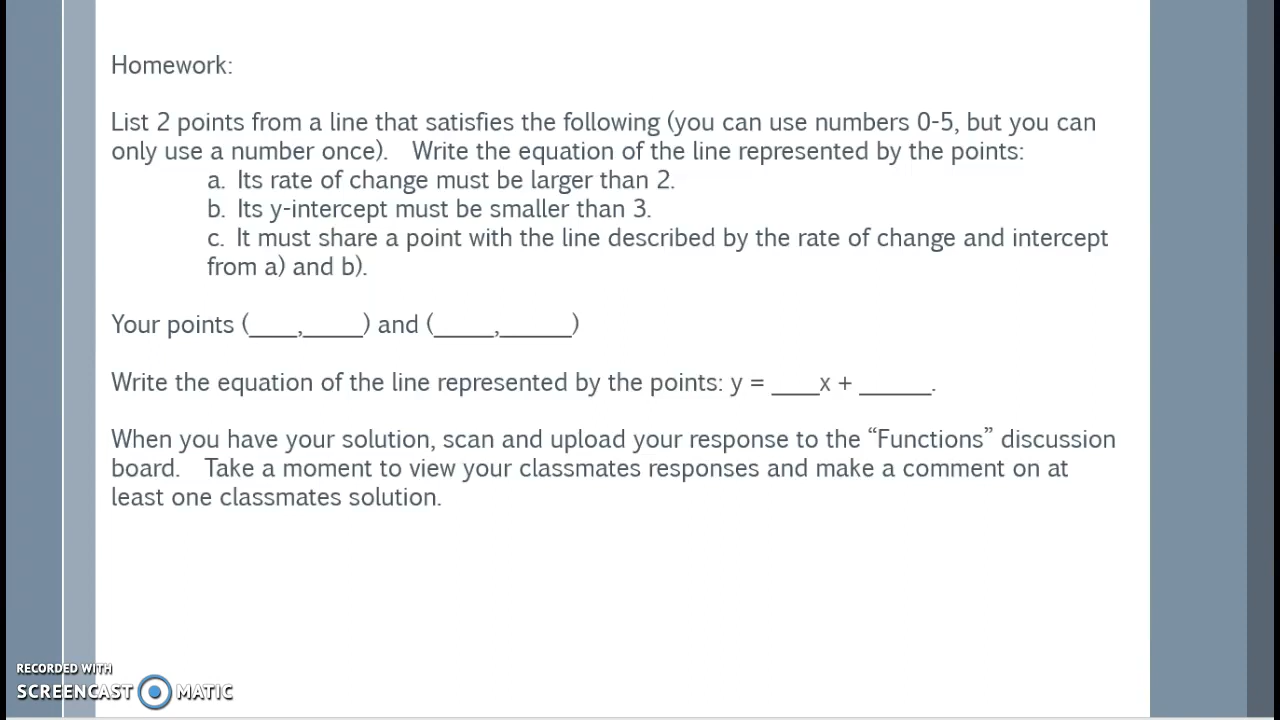 Homework:
List 2 points from a line that satisfies the following (you can use numbers 0-5, but you can
only use a number once). Write the equation of the line represented by the points:
a. Its rate of change must be larger than 2.
b. Its y-intercept must be smaller than 3.
c. It must share a point with the line described by the rate of change and intercept
from a) and b).
Your points (____,_____) and (_____,______)
Write the equation of the line represented by the points: y = ____x + ______.
When you have your solution, scan and upload your response to the “Functions” discussion
board. Take a moment to view your classmates responses and make a comment on at
least one classmates solution.
RECORDED WITH
SCREENCAST MATIC